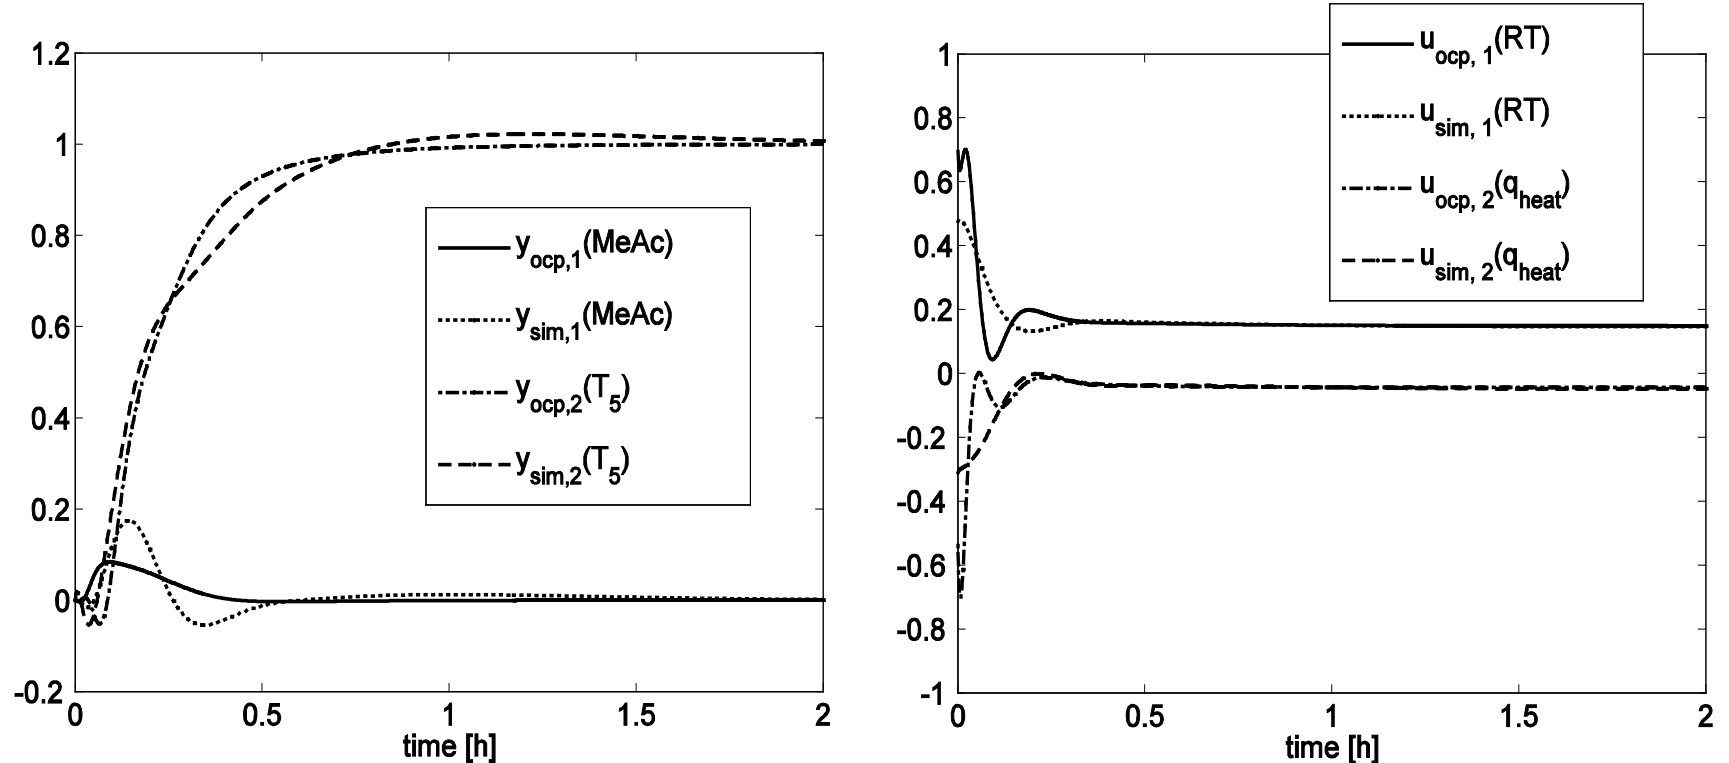 1.2
1
0.8
0.6
0.4
0.2
0
-0.2
0 0.5 1 1.5 2
time [h]
y_ocp,1(MeAc)
y_sim,1(MeAc)
y_ocp,2(T_5)
y_sim,2(T_5)
1
0.8
0.6
0.4
0.2
0
-0.2
-0.4
-0.6
-0.8
-1
0 0.5 1 1.5 2
time [h]
u_ocp, 1(RT)
u_sim, 1(RT)
u_ocp, 2(q_heat)
u_sim, 2(q_heat)